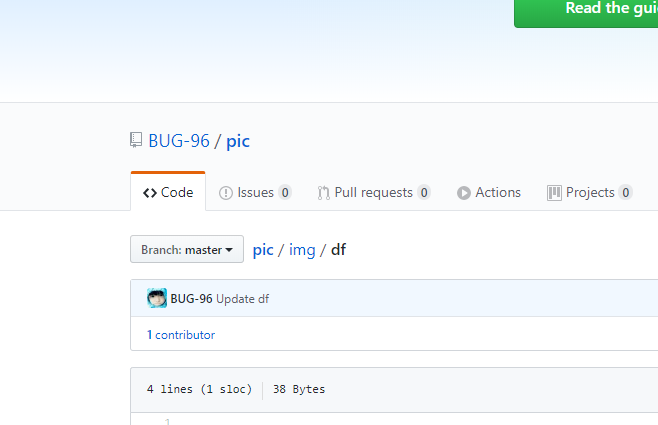 Read the gui
BUG-96 / pic
Code Issues 0 Pull requests 0 Actions Projects 0
Branch: master pic / img / df
BUG-96 Update df
1 contributor
4 lines (1 sloc) 38 Bytes
1